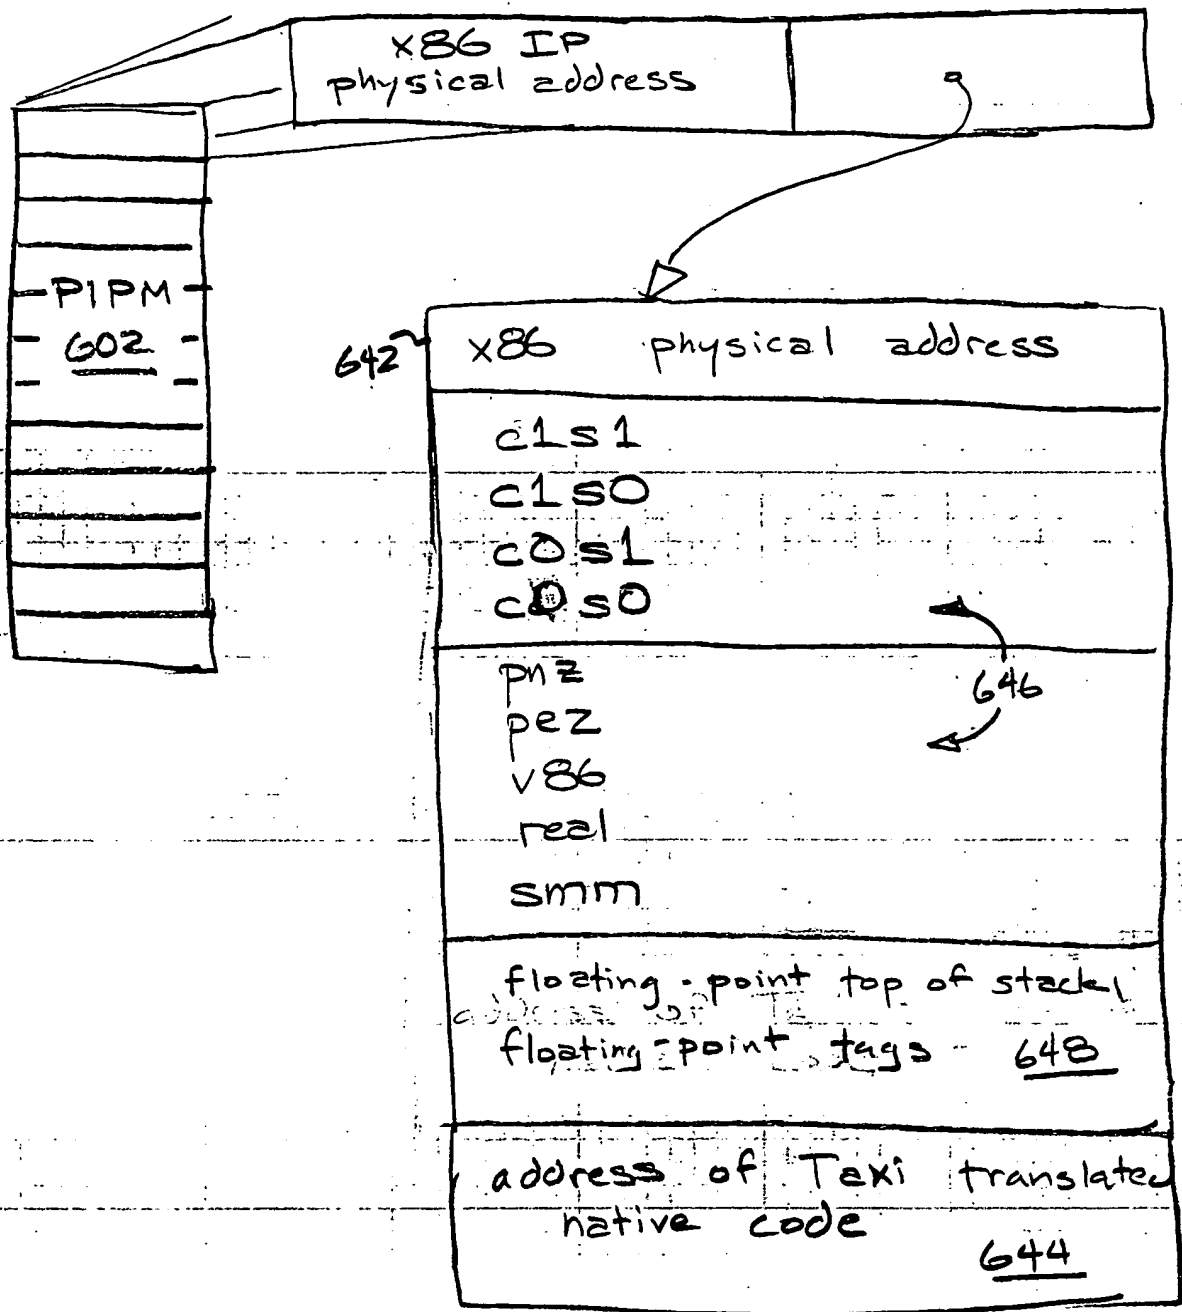 x86 IP
physical address
PIPM
602
642
x86 physical address
c1s1
c1s0
c0s1
c0s0
646
pnz
pez
v86
real
smm
floating-point top of stack,
floating-point tags 648
address of Taxi translated
native code
644